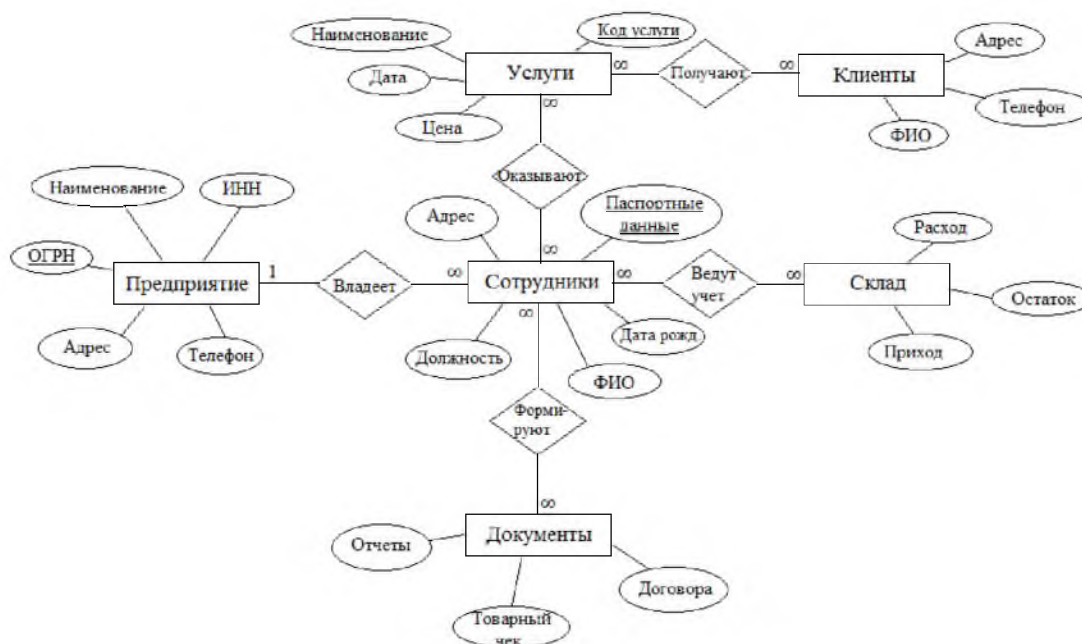 Наименование
Код услуги
Адрес
Дата
Услуги
∞
Получают
∞
Клиенты
Цена
∞
ФИО
Телефон
Оказывают
Наименование
ИНН
Адрес
Паспортные
данные
∞
Расход
ОГРН
Предприятие
1
Владеет
∞
Сотрудники
∞
Ведут
учет
∞
Склад
Остаток
Адрес
Телефон
Должность
∞
Дата рожд
Приход
ФИО
Форми-
руют
∞
Отчеты
Документы
Договора
Товарный
чек